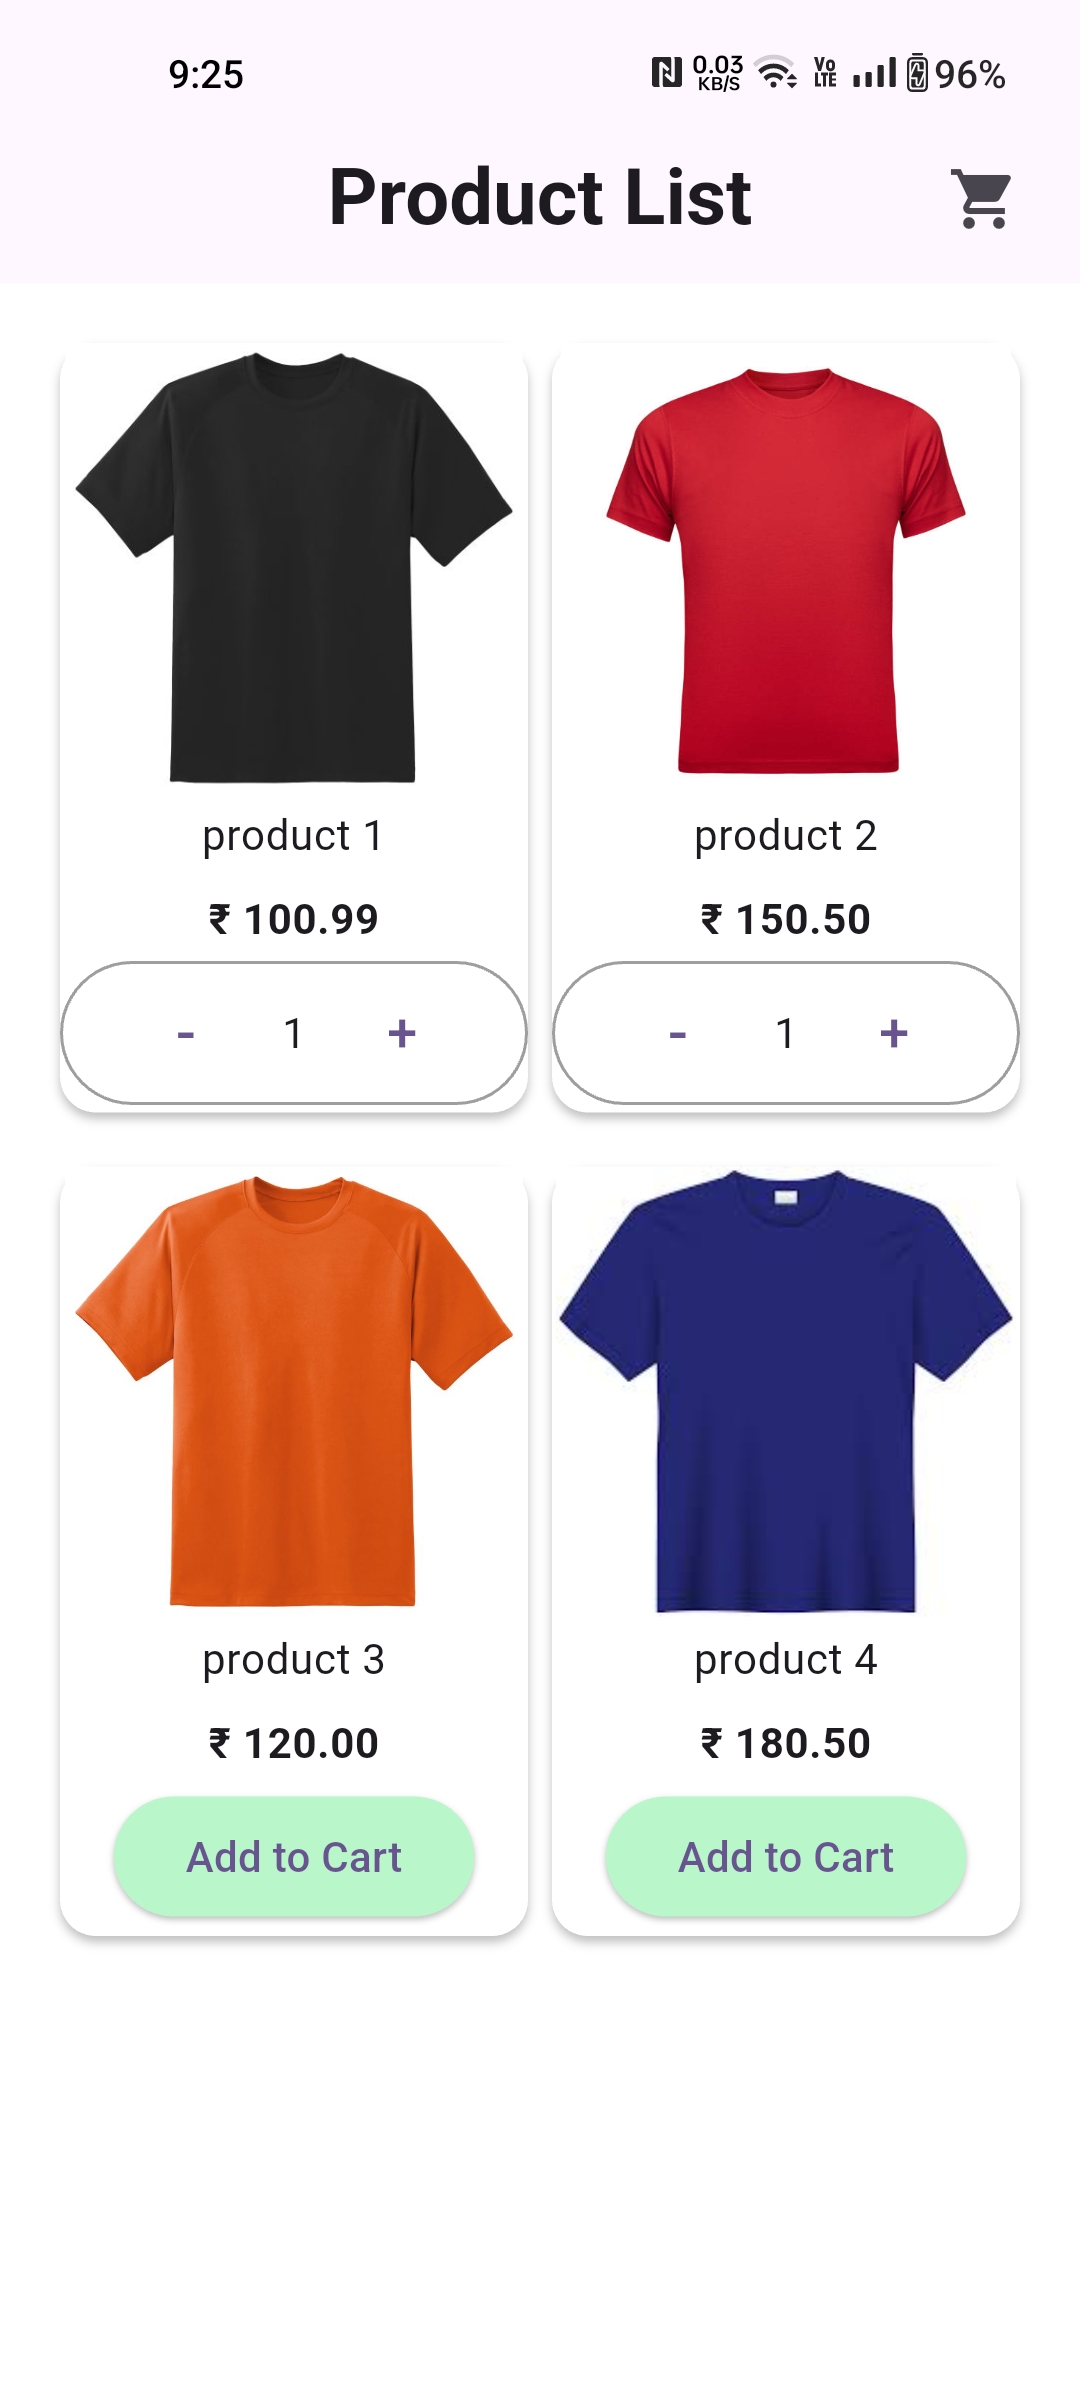 9:25
0.03 KB/S Vo LTE 96%
Product List
product 1
₹ 100.99
- 1 +
product 2
₹ 150.50
- 1 +
product 3
₹ 120.00
Add to Cart
product 4
₹ 180.50
Add to Cart